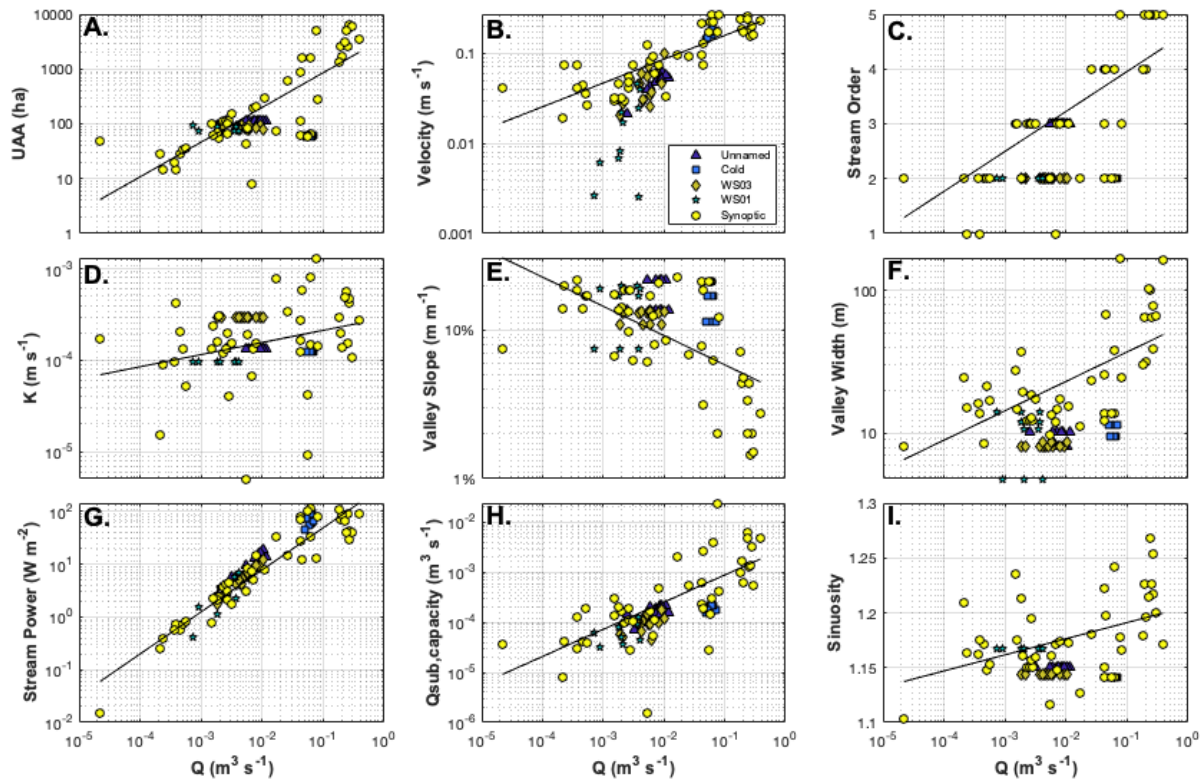 A.
10000
1000
100
10
1
UAA (ha)
B.
0.1
0.01
0.001
Velocity (m s-1)
Unnamed
Cold
WS03
WS01
Synoptic
C.
5
4
3
2
1
Stream Order
D.
10-3
10-4
10-5
K (m s-1)
E.
10%
1%
Valley Slope (m m-1)
F.
100
10
Valley Width (m)
G.
102
101
100
10-1
10-2
Stream Power (W m-2)
10-5 10-4 10-3 10-2 10-1 100
Q (m3 s-1)
H.
10-2
10-3
10-4
10-5
10-6
Qsub,capacity (m3 s-1)
10-5 10-4 10-3 10-2 10-1 100
Q (m3 s-1)
I.
1.3
1.2
1.15
1.1
Sinuosity
10-5 10-4 10-3 10-2 10-1 100
Q (m3 s-1)